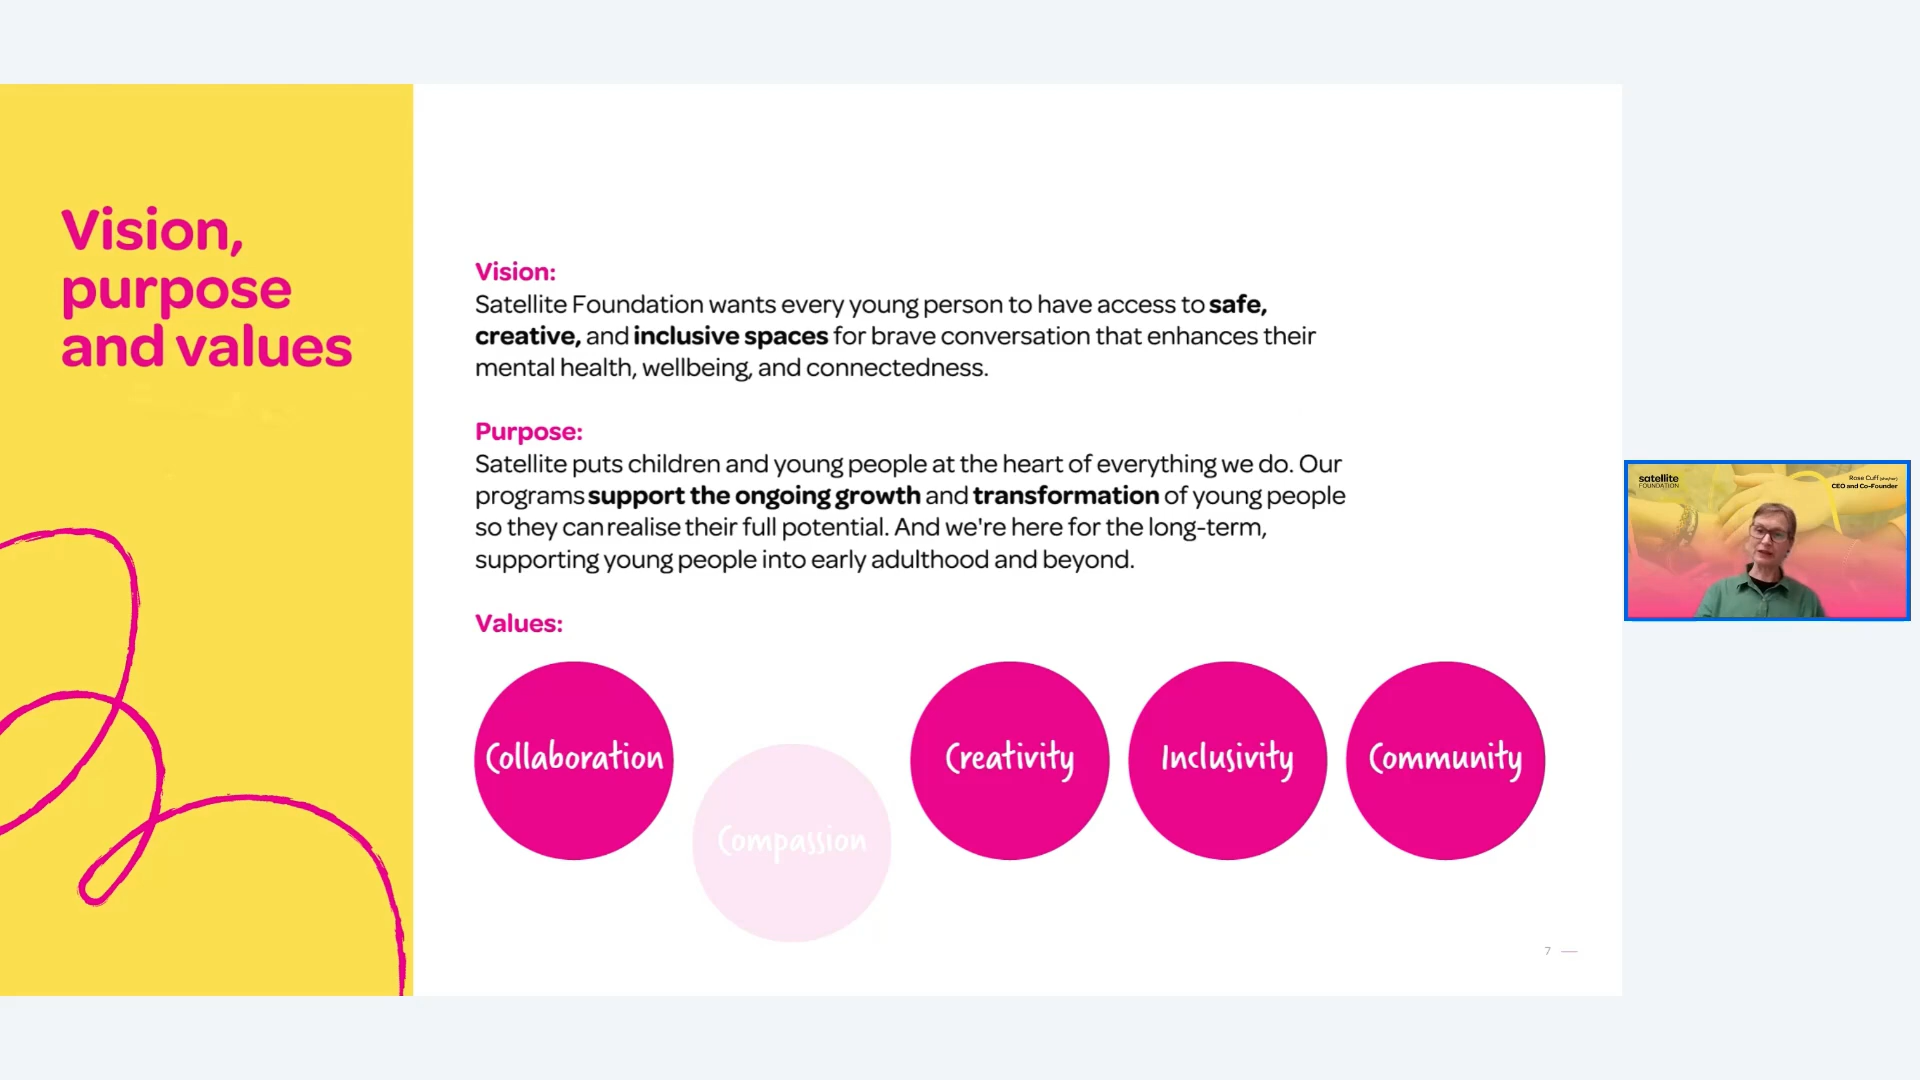 Vision,
purpose
and values
Vision:
Satellite Foundation wants every young person to have access to safe,
creative, and inclusive spaces for brave conversation that enhances their
mental health, wellbeing, and connectedness.
Purpose:
Satellite puts children and young people at the heart of everything we do. Our
programs support the ongoing growth and transformation of young people
so they can realise their full potential. And we're here for the long-term,
supporting young people into early adulthood and beyond.
Values:
Collaboration
Compassion
Creativity
Inclusivity
Community
7
satellite
FOUNDATION
Rose Cuff (she/her)
CEO and Co-Founder